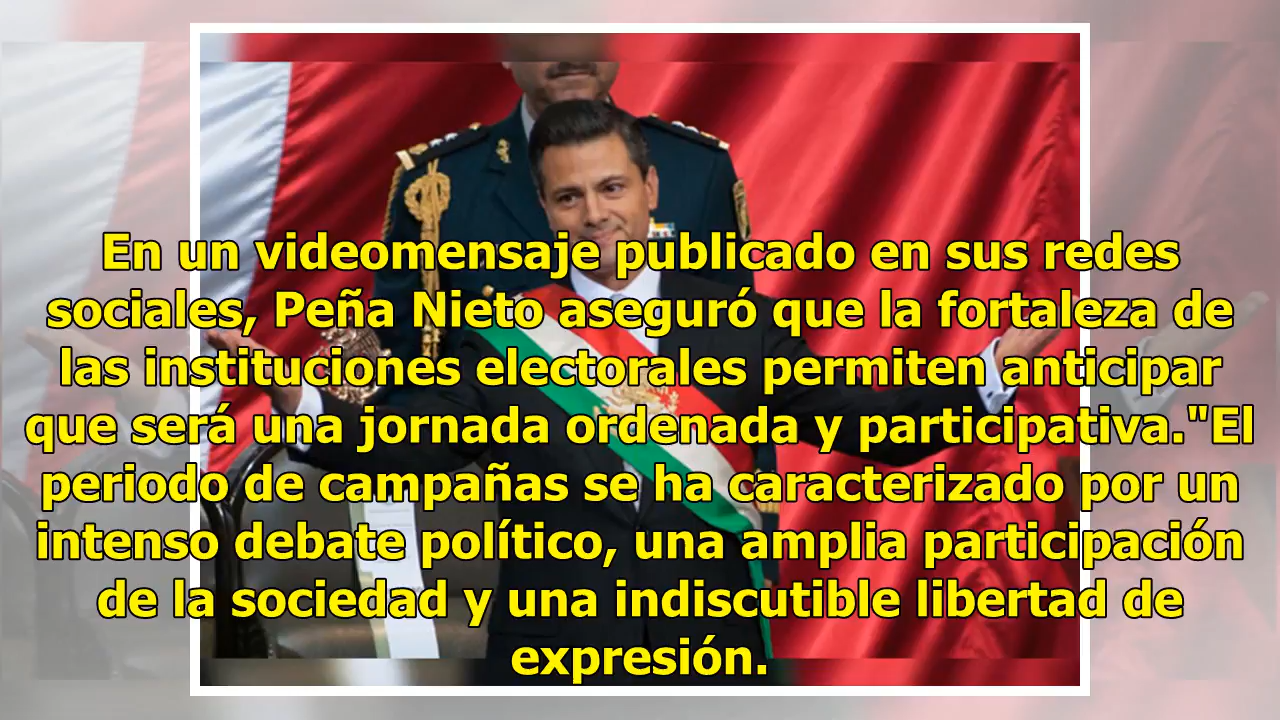 En un videomensaje publicado en sus redes
sociales, Peña Nieto aseguró que la fortaleza de
las instituciones electorales permiten anticipar
que será una jornada ordenada y participativa."El
periodo de campañas se ha caracterizado por un
intenso debate político, una amplia participación
de la sociedad y una indiscutible libertad de
expresión.